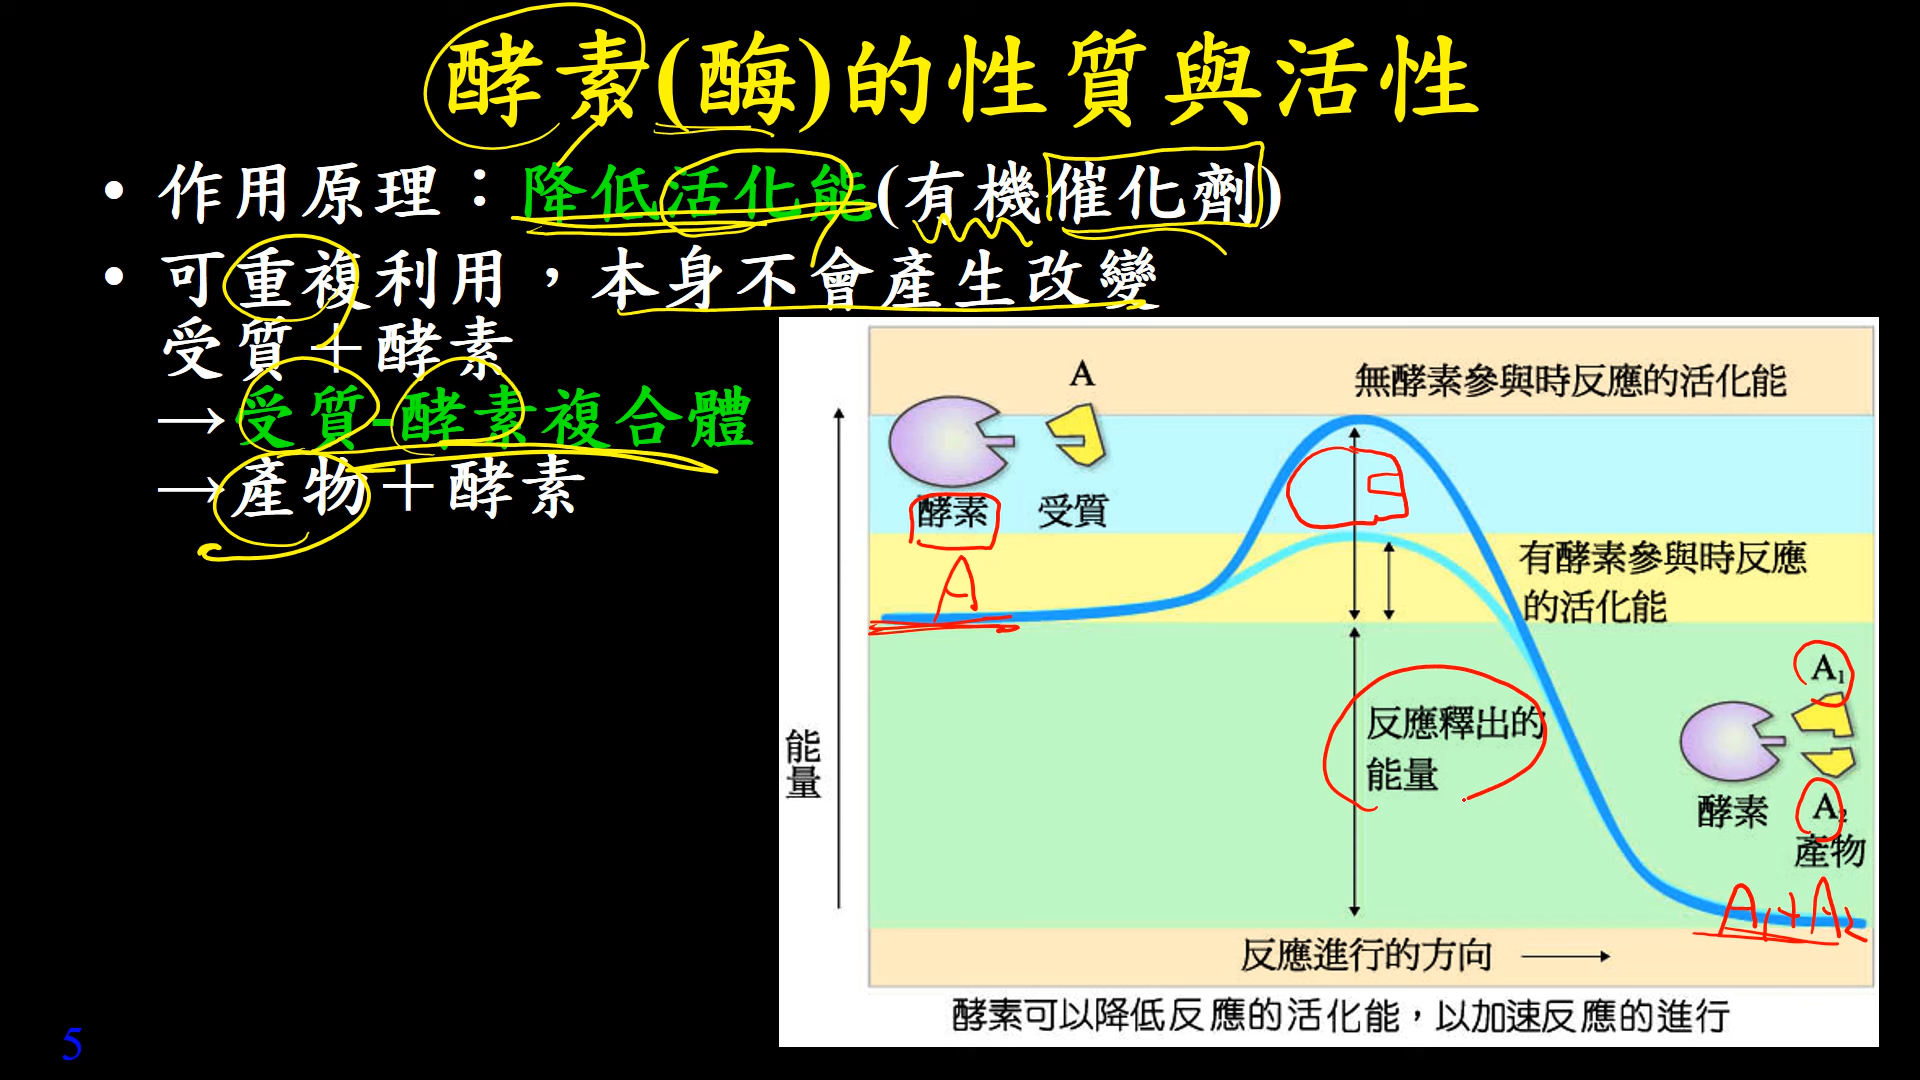 酵素(酶)的性質與活性
• 作用原理：降低活化能(有機催化劑)
• 可重複利用，本身不會產生改變
受質＋酵素
→受質-酵素複合體
→產物＋酵素
A
無酵素參與時反應的活化能
酵素
受質
A
有酵素參與時反應
的活化能
能量
反應釋出的
能量
A₁
酵素
A₂
產物
A₁+A₂
反應進行的方向 →
酵素可以降低反應的活化能，以加速反應的進行
5